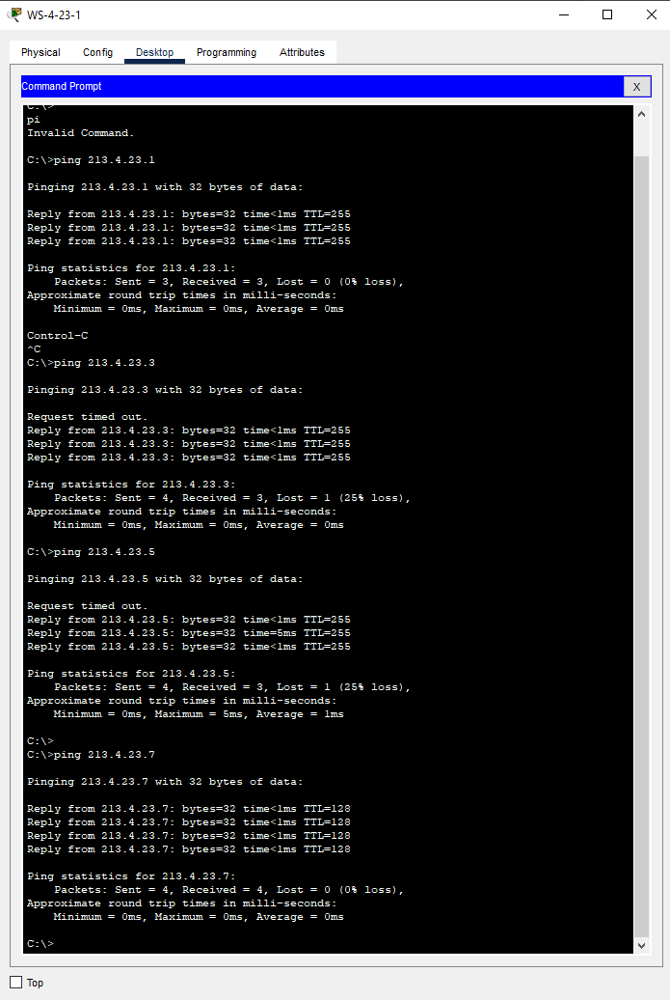 WS-4-23-1
Physical Config Desktop Programming Attributes
Command Prompt X
C:\>
pi
Invalid Command.
C:\>ping 213.4.23.1
Pinging 213.4.23.1 with 32 bytes of data:
Reply from 213.4.23.1: bytes=32 time<1ms TTL=255
Reply from 213.4.23.1: bytes=32 time<1ms TTL=255
Reply from 213.4.23.1: bytes=32 time<1ms TTL=255
Ping statistics for 213.4.23.1:
Packets: Sent = 3, Received = 3, Lost = 0 (0% loss),
Approximate round trip times in milli-seconds:
Minimum = 0ms, Maximum = 0ms, Average = 0ms
Control-C
^C
C:\>ping 213.4.23.3
Pinging 213.4.23.3 with 32 bytes of data:
Request timed out.
Reply from 213.4.23.3: bytes=32 time<1ms TTL=255
Reply from 213.4.23.3: bytes=32 time<1ms TTL=255
Reply from 213.4.23.3: bytes=32 time<1ms TTL=255
Ping statistics for 213.4.23.3:
Packets: Sent = 4, Received = 3, Lost = 1 (25% loss),
Approximate round trip times in milli-seconds:
Minimum = 0ms, Maximum = 0ms, Average = 0ms
C:\>ping 213.4.23.5
Pinging 213.4.23.5 with 32 bytes of data:
Request timed out.
Reply from 213.4.23.5: bytes=32 time<1ms TTL=255
Reply from 213.4.23.5: bytes=32 time=5ms TTL=255
Reply from 213.4.23.5: bytes=32 time<1ms TTL=255
Ping statistics for 213.4.23.5:
Packets: Sent = 4, Received = 3, Lost = 1 (25% loss),
Approximate round trip times in milli-seconds:
Minimum = 0ms, Maximum = 5ms, Average = 1ms
C:\>
C:\>ping 213.4.23.7
Pinging 213.4.23.7 with 32 bytes of data:
Reply from 213.4.23.7: bytes=32 time<1ms TTL=128
Reply from 213.4.23.7: bytes=32 time<1ms TTL=128
Reply from 213.4.23.7: bytes=32 time<1ms TTL=128
Reply from 213.4.23.7: bytes=32 time<1ms TTL=128
Ping statistics for 213.4.23.7:
Packets: Sent = 4, Received = 4, Lost = 0 (0% loss),
Approximate round trip times in milli-seconds:
Minimum = 0ms, Maximum = 0ms, Average = 0ms
C:\>
Top